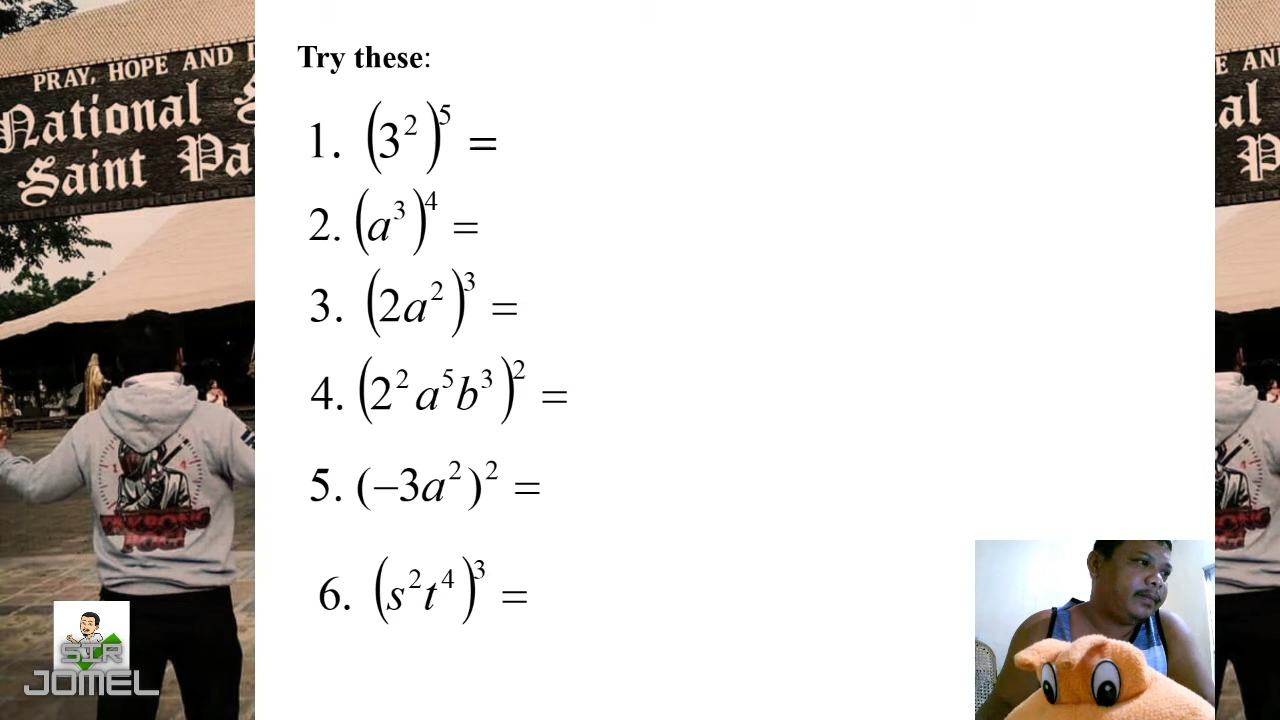 PRAY, HOPE AND
National S
Saint Pa
Try these:
1. (3²)⁵ =
2. (a³)⁴ =
3. (2a²)³ =
4. (2²a⁵b³)² =
5. (−3a²)² =
6. (s²t⁴)³ =
SIR
JOMEL
E AN
al
P